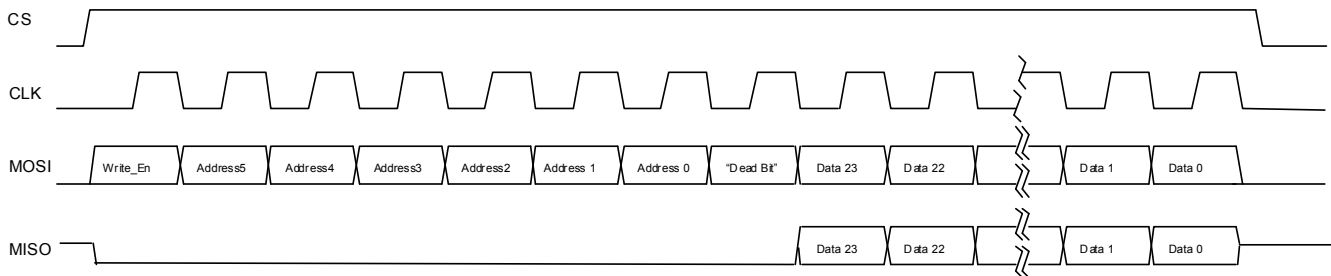 CS
CLK
MOSI Write_En Address5 Address4 Address3 Address2 Address 1 Address 0 "Dead Bit" Data 23 Data 22 Data 1 Data 0
MISO Data 23 Data 22 Data 1 Data 0